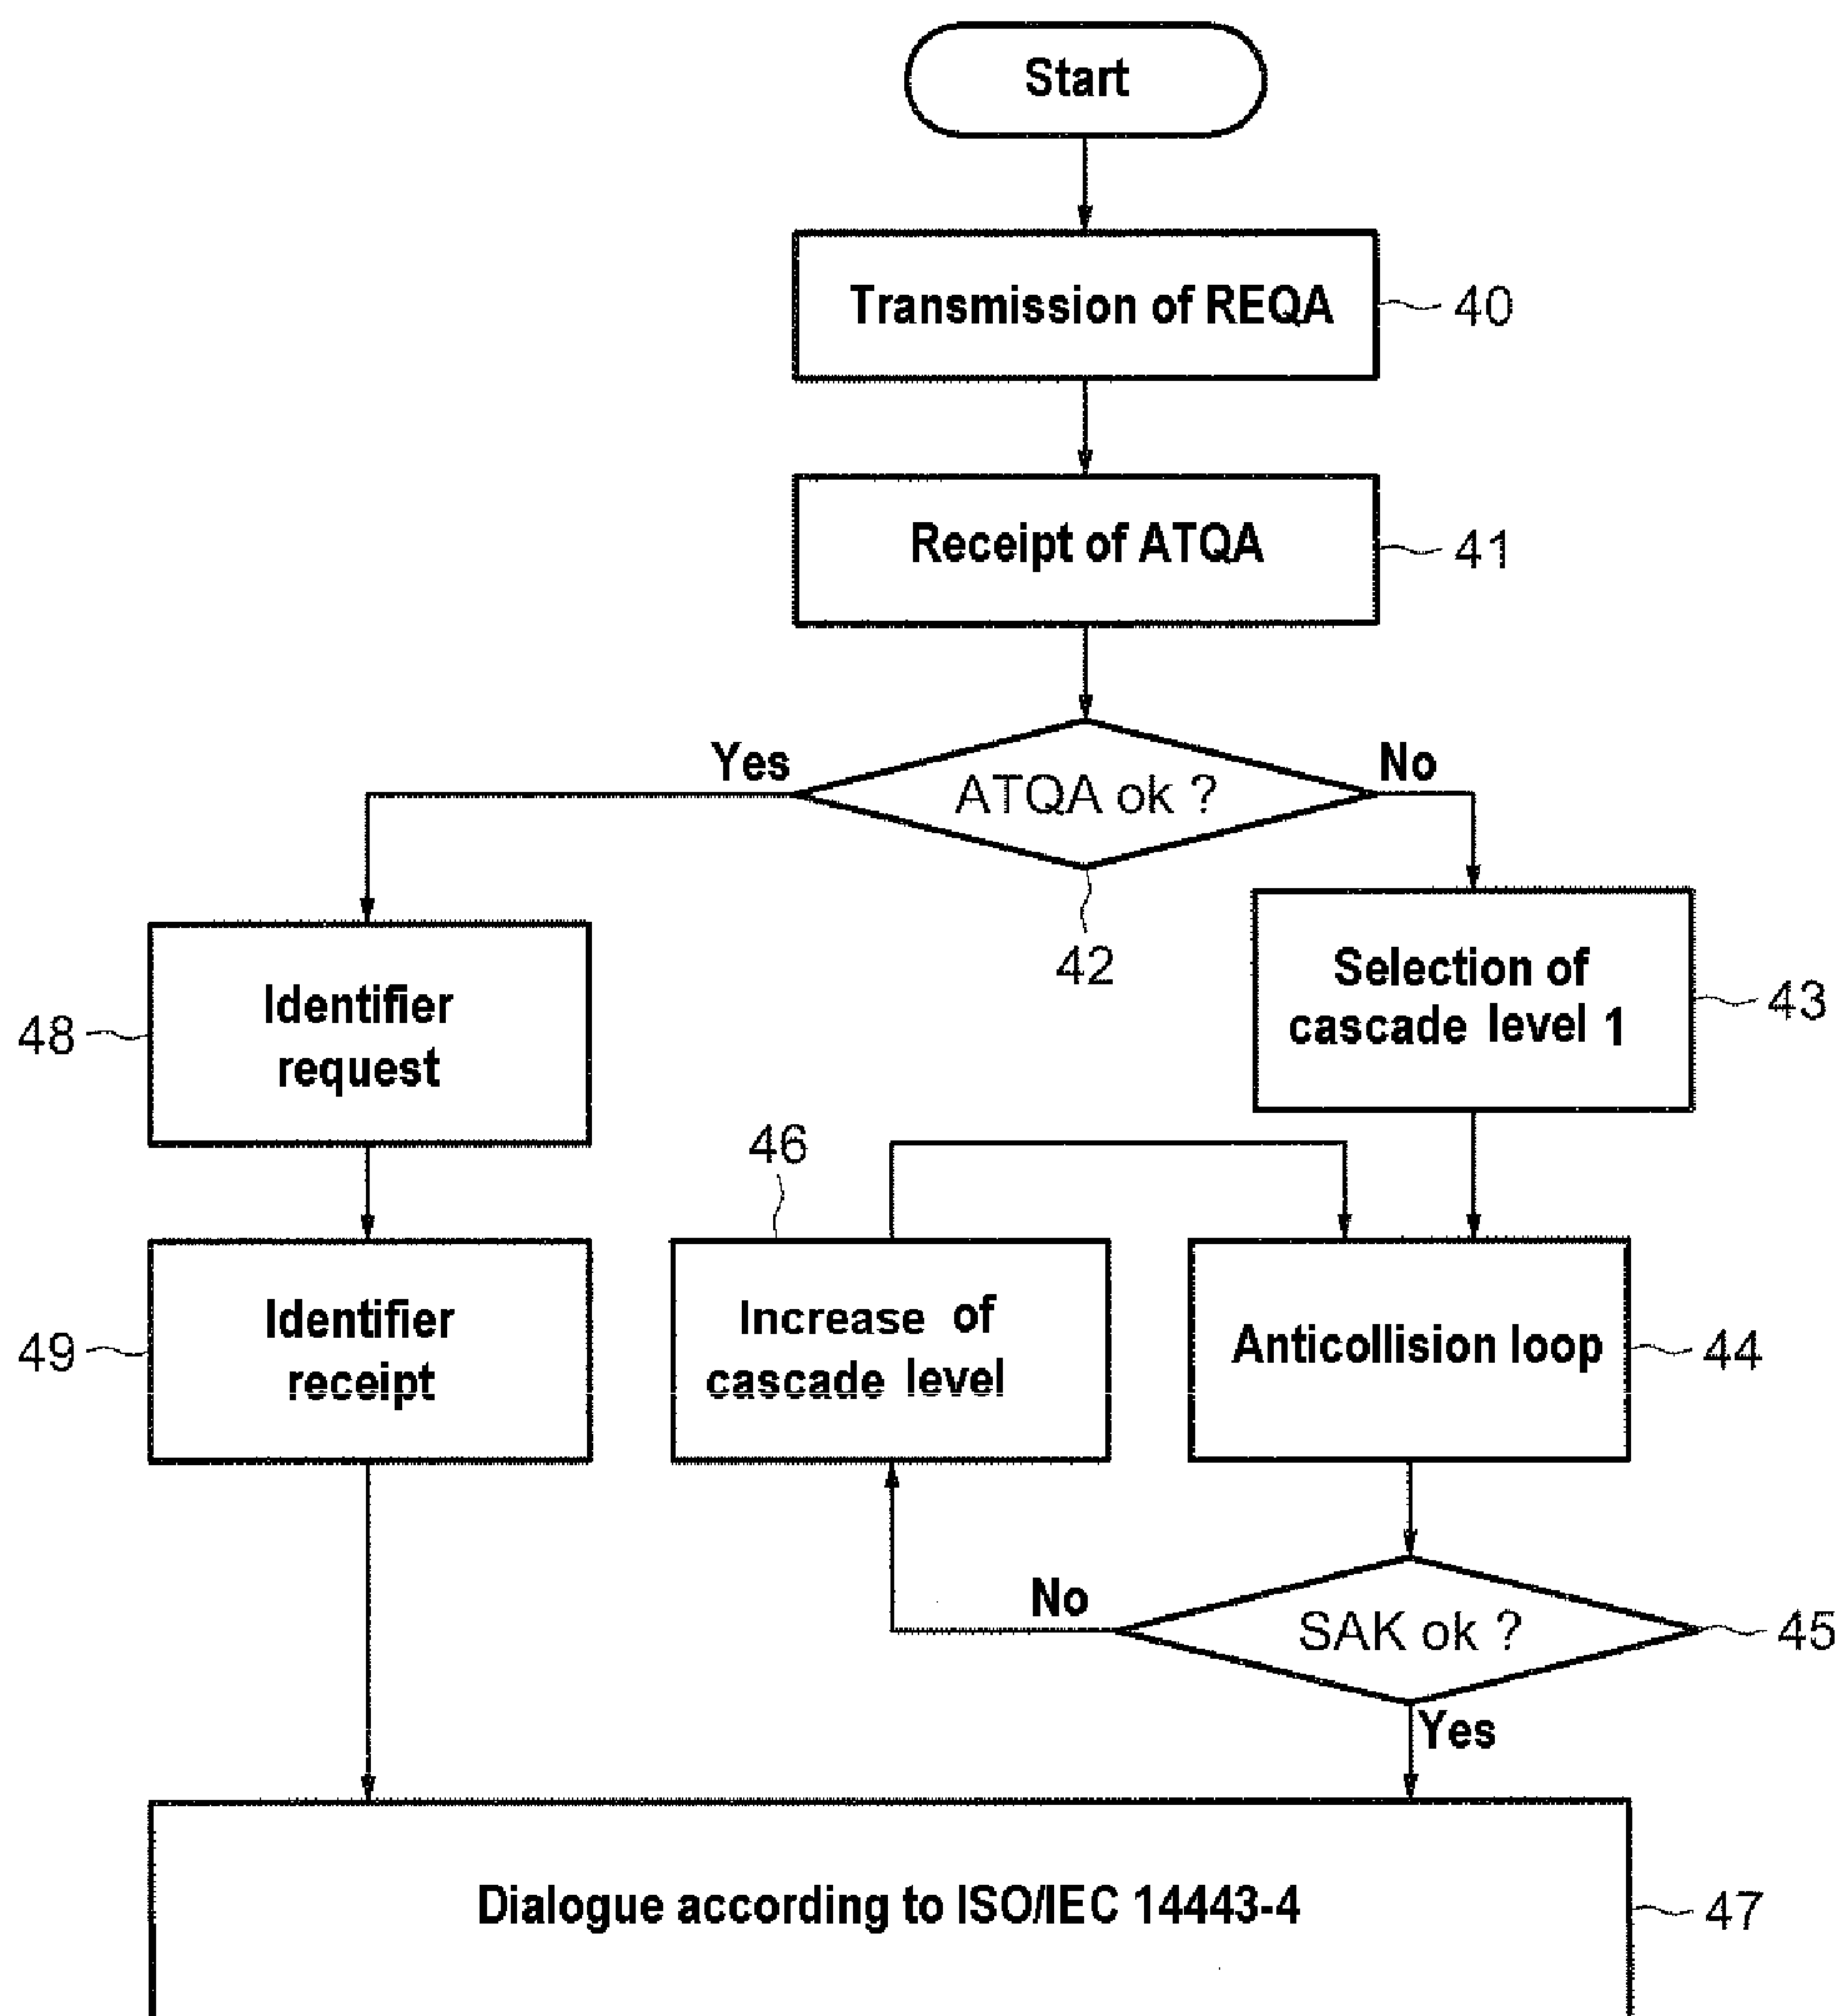 Start
Transmission of REQA
40
Receipt of ATQA
41
Yes
ATQA ok ?
No
42
Identifier
request
48
Selection of
cascade level 1
43
46
Identifier
receipt
49
Increase of
cascade level
Anticollision loop
44
No
SAK ok ?
45
Yes
Dialogue according to ISO/IEC 14443-4
47